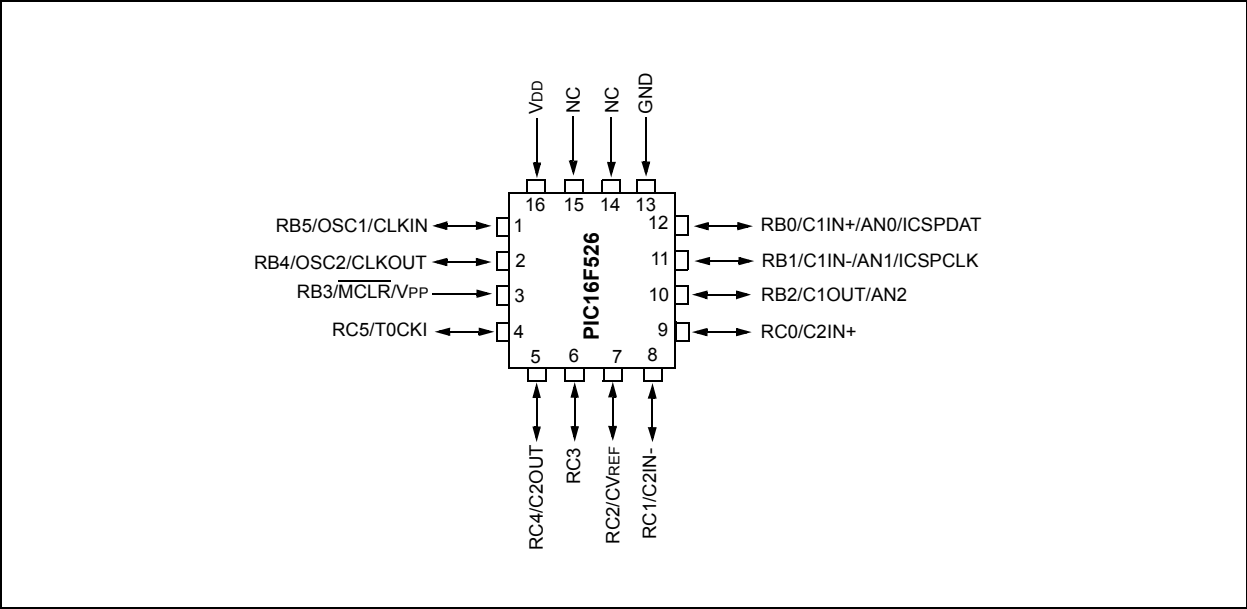 VDD
NC
NC
GND
16
15
14
13
RB5/OSC1/CLKIN
1
12
RB0/C1IN+/AN0/ICSPDAT
RB4/OSC2/CLKOUT
2
11
RB1/C1IN-/AN1/ICSPCLK
RB3/MCLR/VPP
3
10
RB2/C1OUT/AN2
RC5/T0CKI
4
9
RC0/C2IN+
PIC16F526
5
6
7
8
RC4/C2OUT
RC3
RC2/CVREF
RC1/C2IN-